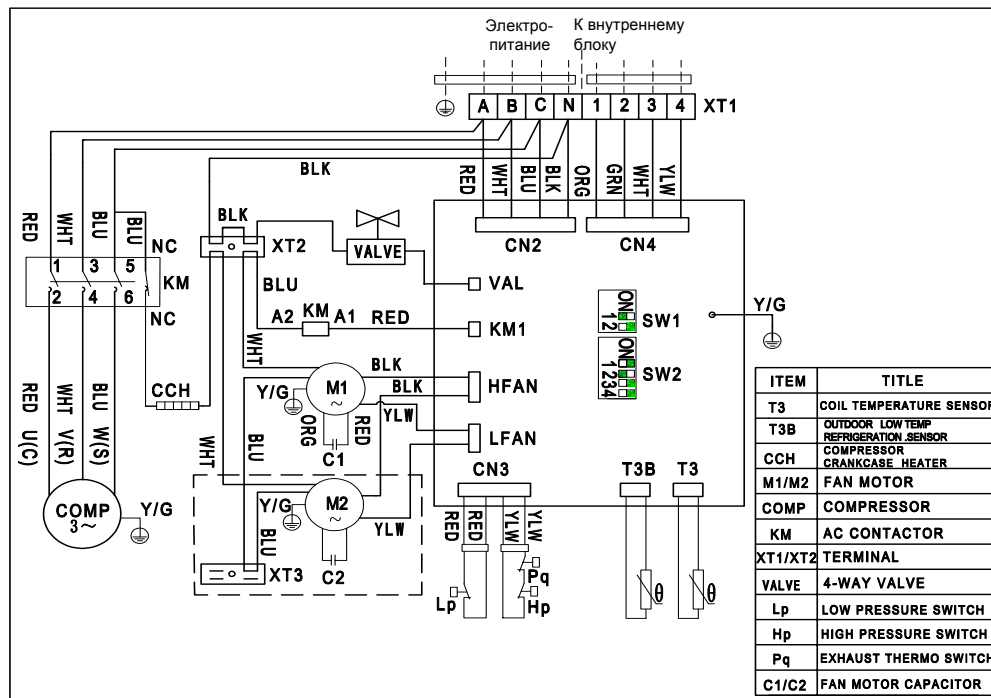 Электро-
питание
К внутреннему
блоку
A B C N 1 2 3 4 XT1
BLK
RED
WHT
BLU
BLK
ORG
GRN
WHT
YLW
CN2
CN4
RED
WHT
BLU
BLU
NC
1 3 5
KM
2 4 6
NC
BLK
XT2
VALVE
VAL
BLU
A2 KM A1 RED
KM1
ON
12
SW1
ON
1234
SW2
Y/G
WHT
CCH
Y/G
M1
~
BLK
BLK
HFAN
YLW
ORG
RED
C1
LFAN
RED U(C)
WHT V(R)
BLU W(S)
WHT
BLU
COMP
3~
Y/G
Y/G
M2
~
YLW
BLU
C2
XT3
CN3
RED
RED
YLW
YLW
Lp
Pq
Hp
T3B
T3
θ
θ
ITEM TITLE
T3 COIL TEMPERATURE SENSOR
T3B OUTDOOR LOW TEMP
REFRIGERATION .SENSOR
CCH COMPRESSOR
CRANKCASE HEATER
M1/M2 FAN MOTOR
COMP COMPRESSOR
KM AC CONTACTOR
XT1/XT2 TERMINAL
VALVE 4-WAY VALVE
Lp LOW PRESSURE SWITCH
Hp HIGH PRESSURE SWITCH
Pq EXHAUST THERMO SWITCH
C1/C2 FAN MOTOR CAPACITOR